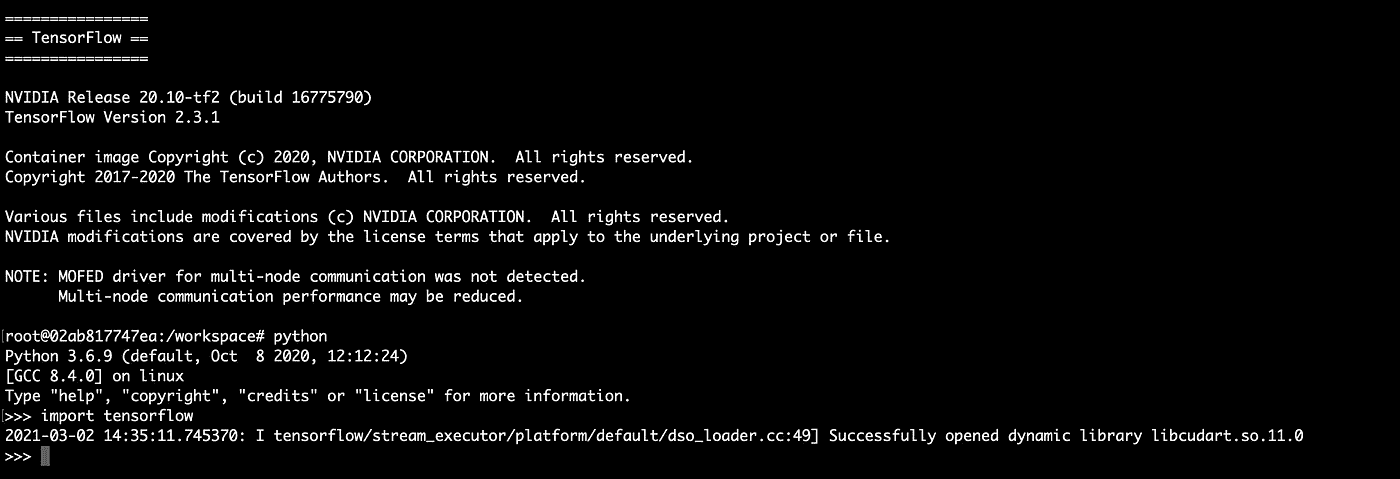 ================
== TensorFlow ==
================
NVIDIA Release 20.10-tf2 (build 16775790)
TensorFlow Version 2.3.1
Container image Copyright (c) 2020, NVIDIA CORPORATION.  All rights reserved.
Copyright 2017-2020 The TensorFlow Authors.  All rights reserved.
Various files include modifications (c) NVIDIA CORPORATION.  All rights reserved.
NVIDIA modifications are covered by the license terms that apply to the underlying project or file.
NOTE: MOFED driver for multi-node communication was not detected.
      Multi-node communication performance may be reduced.
root@02ab817747ea:/workspace# python
Python 3.6.9 (default, Oct  8 2020, 12:12:24)
[GCC 8.4.0] on linux
Type "help", "copyright", "credits" or "license" for more information.
>>> import tensorflow
2021-03-02 14:35:11.745370: I tensorflow/stream_executor/platform/default/dso_loader.cc:49] Successfully opened dynamic library libcudart.so.11.0
>>>